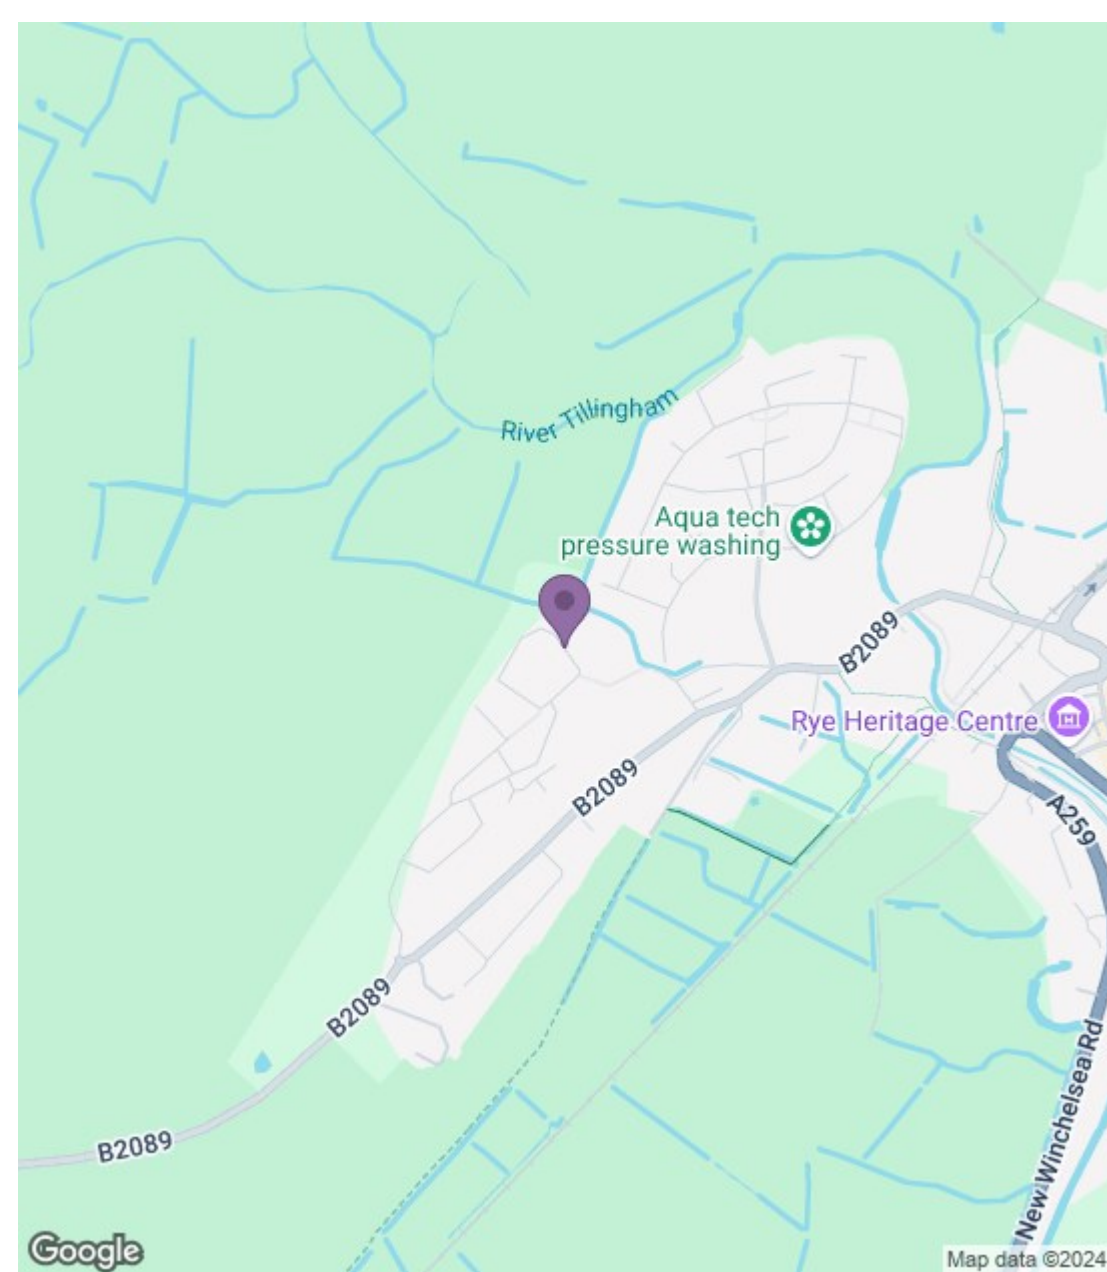 River Tillingham
Aqua tech
pressure washing
B2089
Rye Heritage Centre
B2089
A259
B2089
New Winchelsea Rd
B2089
Google
Map data ©2024